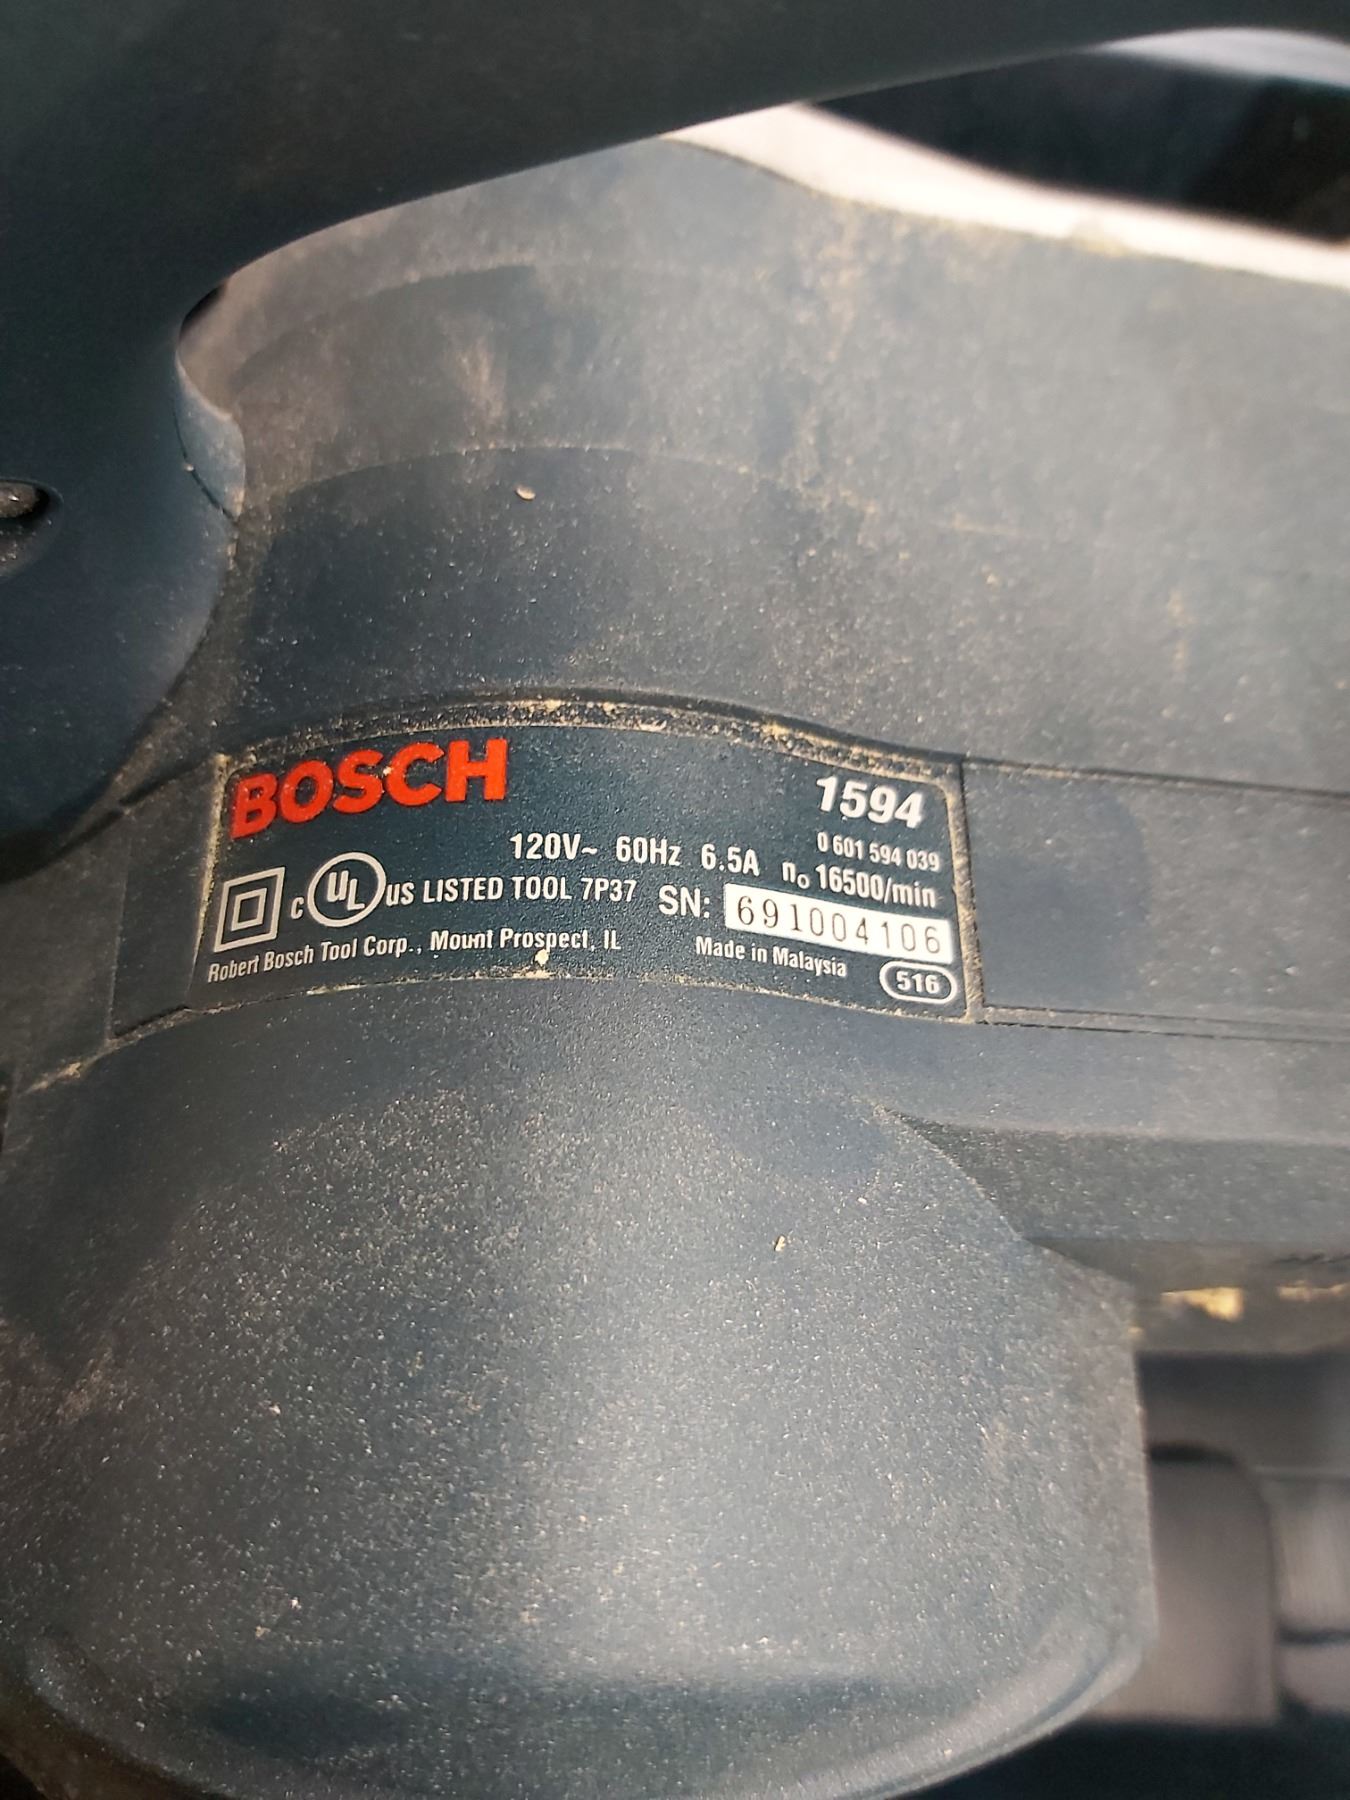 BOSCH 1594
0 601 594 039
120V~ 60Hz 6.5A n₀ 16500/min
c UL us LISTED TOOL 7P37 SN: 691004106
Robert Bosch Tool Corp., Mount Prospect, IL Made in Malaysia 516